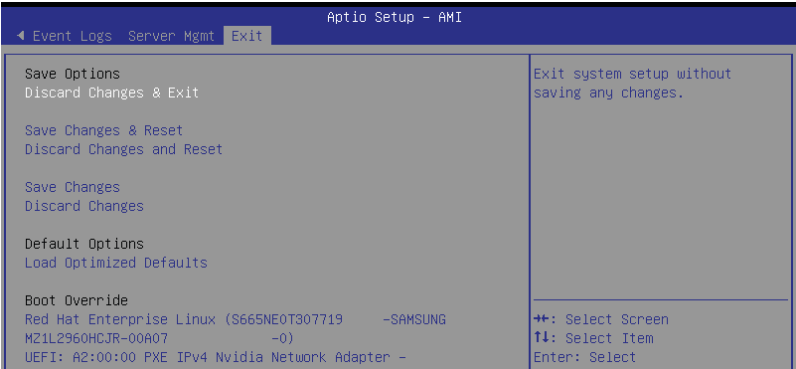 Aptio Setup – AMI
◄ Event Logs Server Mgmt Exit
Save Options
Discard Changes & Exit
Save Changes & Reset
Discard Changes and Reset
Save Changes
Discard Changes
Default Options
Load Optimized Defaults
Boot Override
Red Hat Enterprise Linux (S665NE0T307719 -SAMSUNG
MZ1L2960HCJR-00A07 -0)
UEFI: A2:00:00 PXE IPv4 Nvidia Network Adapter -
Exit system setup without
saving any changes.
→←: Select Screen
↑↓: Select Item
Enter: Select